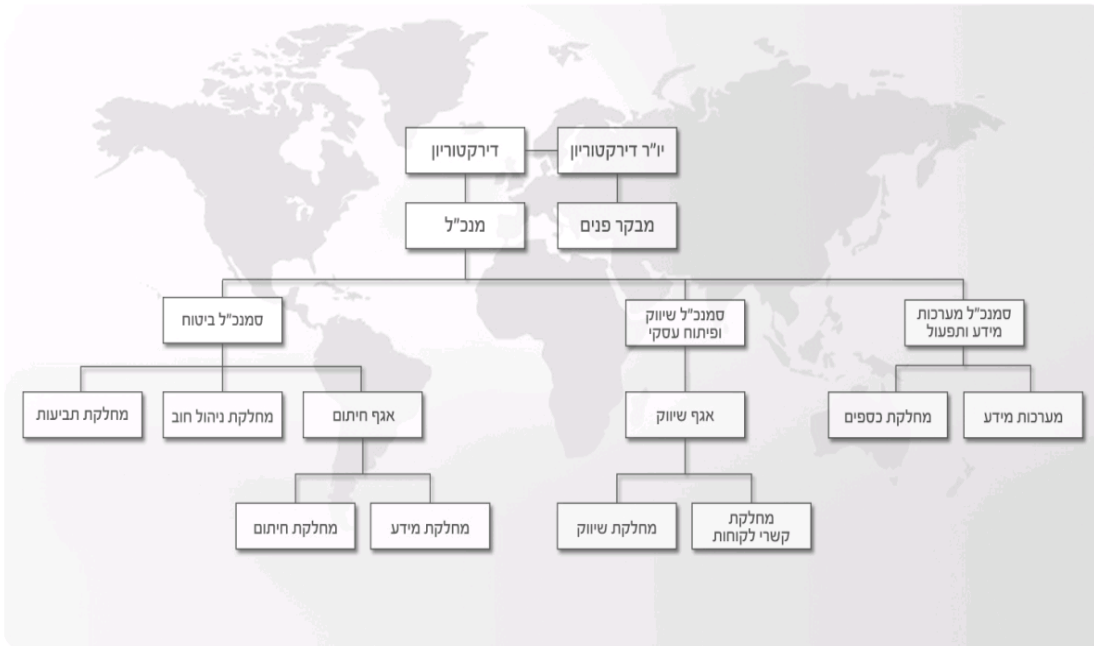 יו"ר דירקטוריון
דירקטוריון
מבקר פנים
מנכ"ל
סמנכ"ל מערכות
מידע ותפעול
סמנכ"ל שיווק
ופיתוח עסקי
סמנכ"ל ביטוח
מערכות מידע
מחלקת כספים
אגף שיווק
אגף חיתום
מחלקת ניהול חוב
מחלקת תביעות
מחלקת
קשרי לקוחות
מחלקת שיווק
מחלקת מידע
מחלקת חיתום